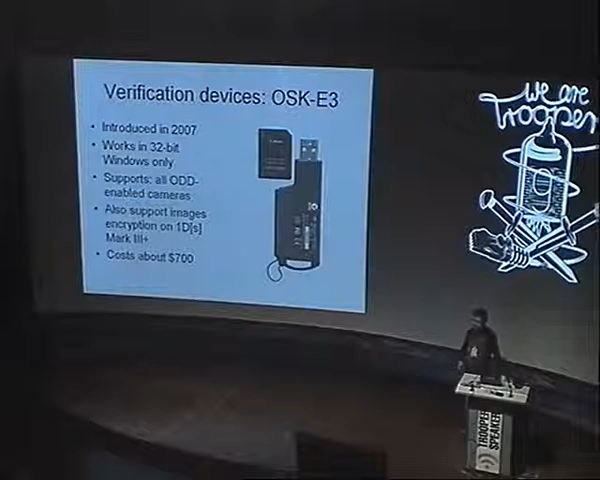 Verification devices: OSK-E3
• Introduced in 2007
• Works in 32-bit
Windows only
• Supports: all ODD-
enabled cameras
• Also support images
encryption on 1D[s]
Mark III+
• Costs about $700
we are
Troopers
TROOPERS
SPEAKER